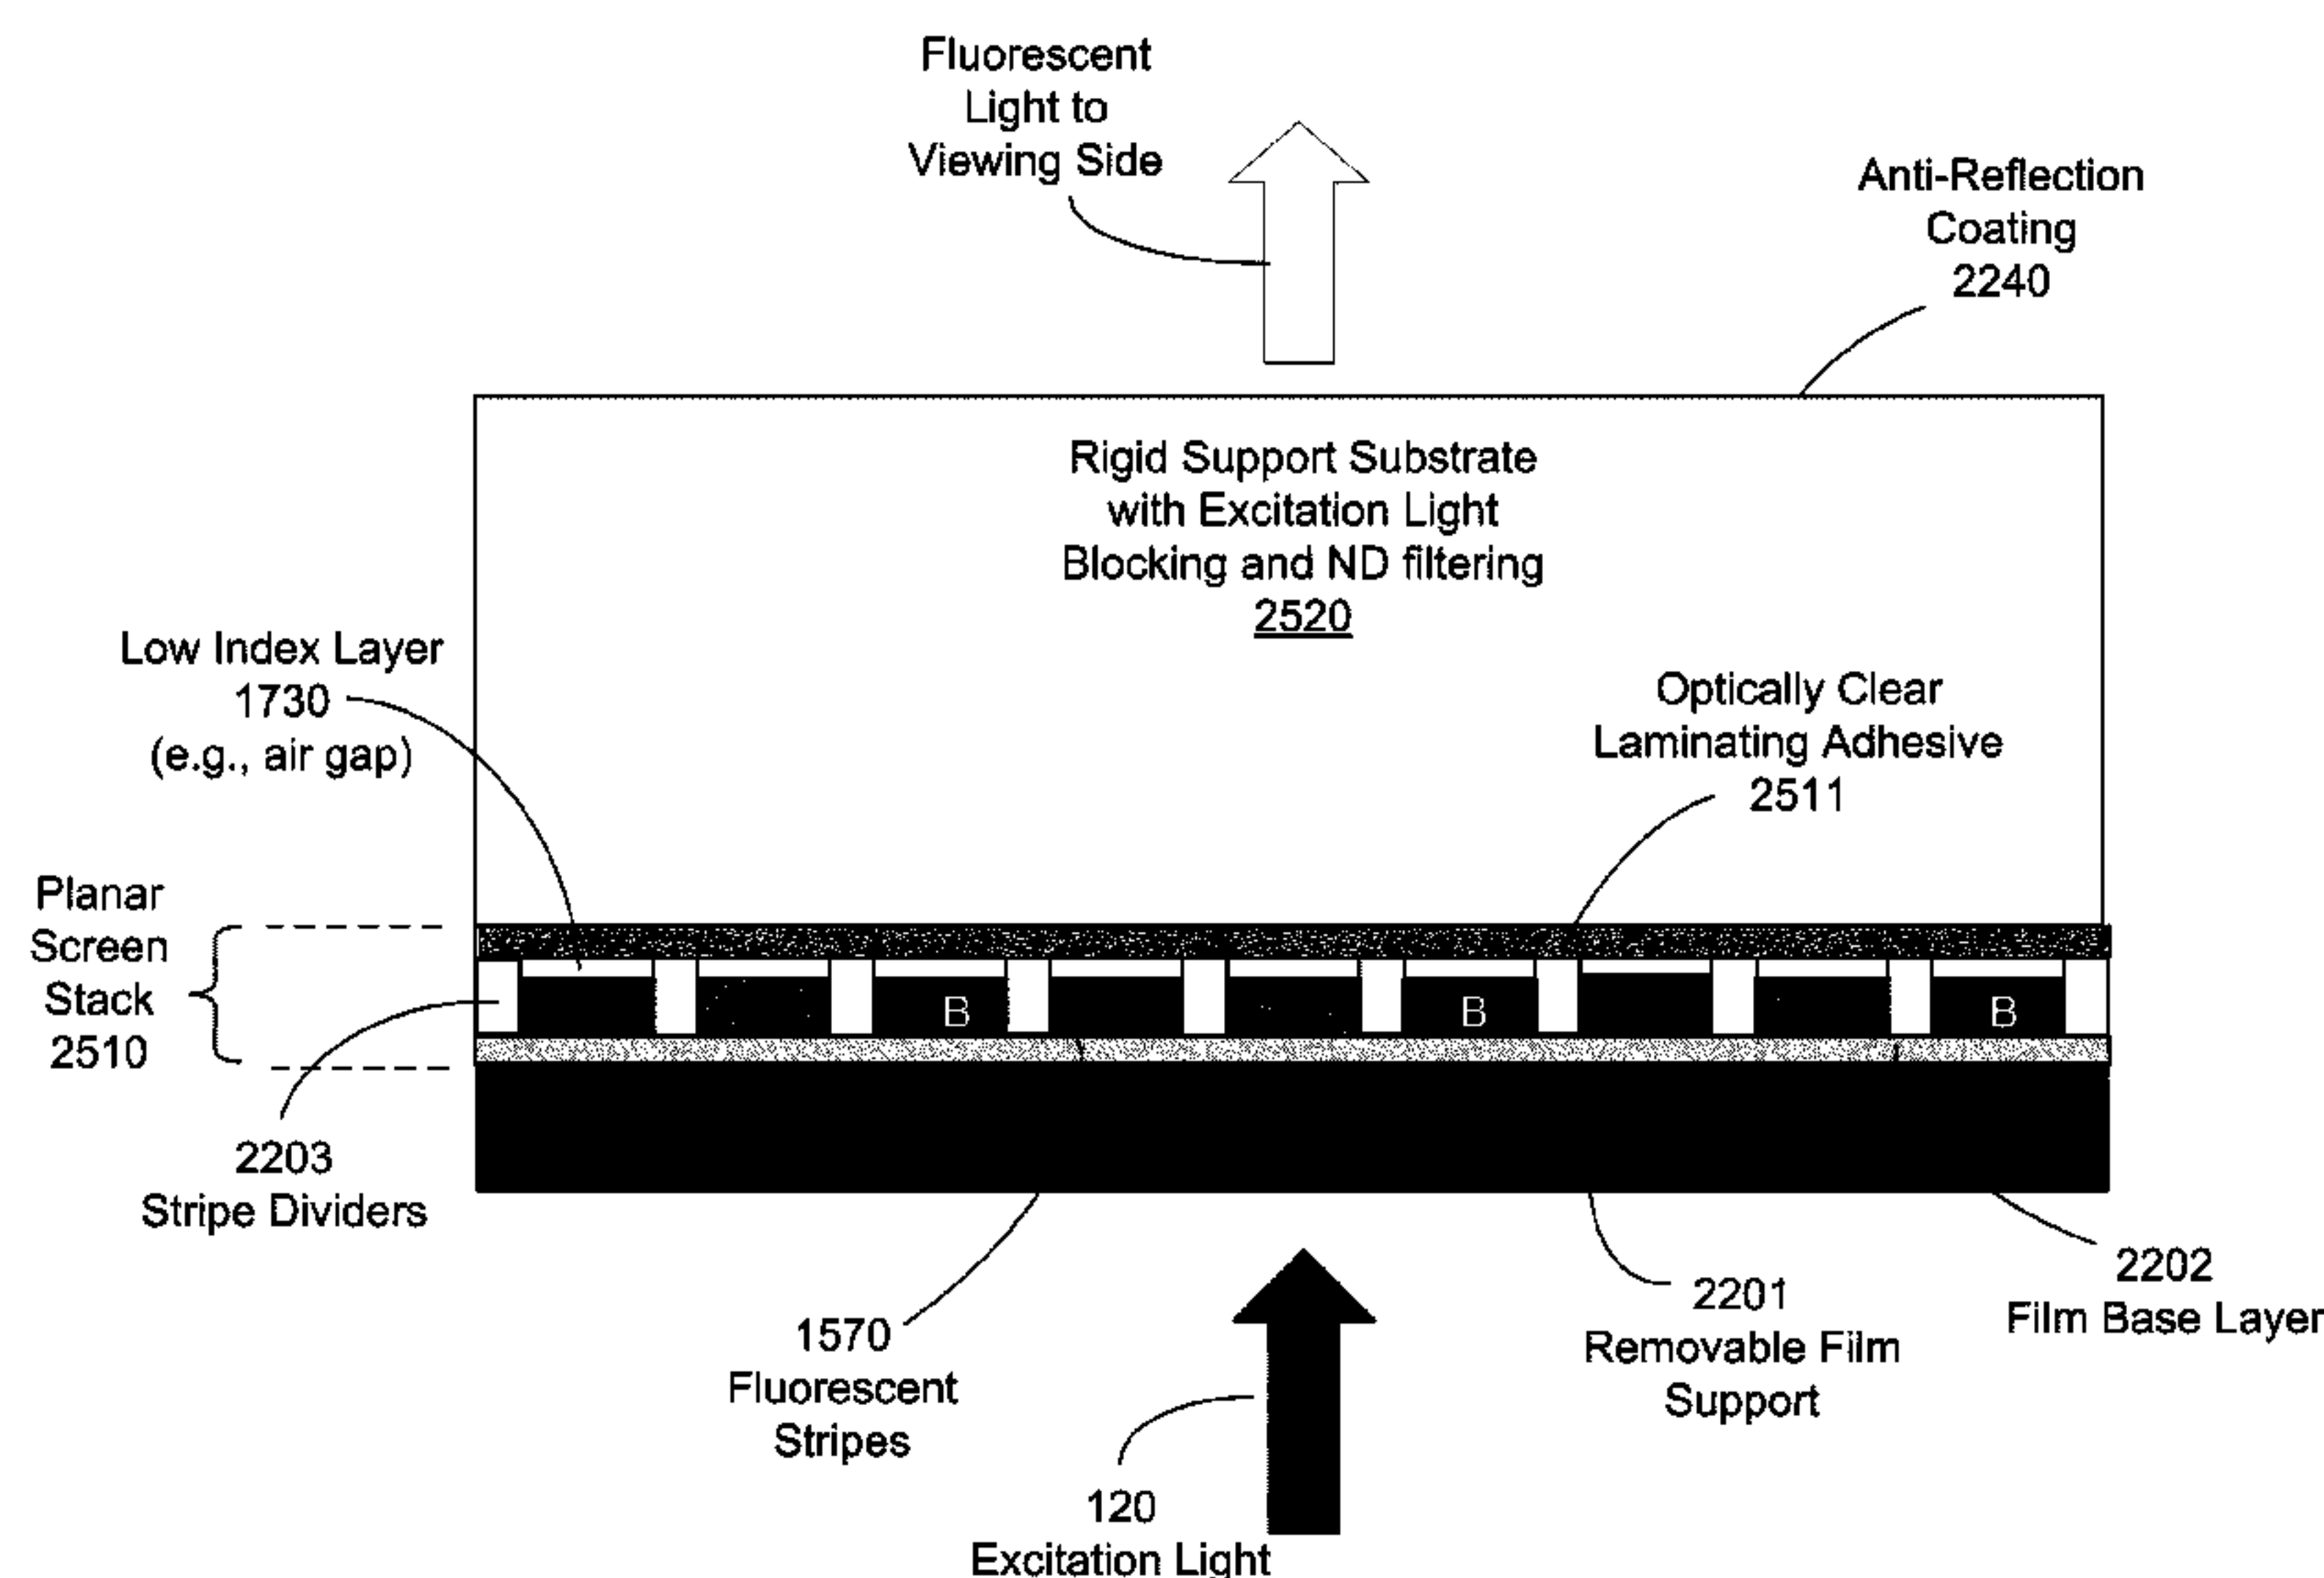 Fluorescent
Light to
Viewing Side
Anti-Reflection
Coating
2240
Rigid Support Substrate
with Excitation Light
Blocking and ND filtering
2520
Low Index Layer
1730
(e.g., air gap)
Optically Clear
Laminating Adhesive
2511
Planar
Screen
Stack
2510
B
B
B
2203
Stripe Dividers
1570
Fluorescent
Stripes
120
Excitation Light
2201
Removable Film
Support
2202
Film Base Layer